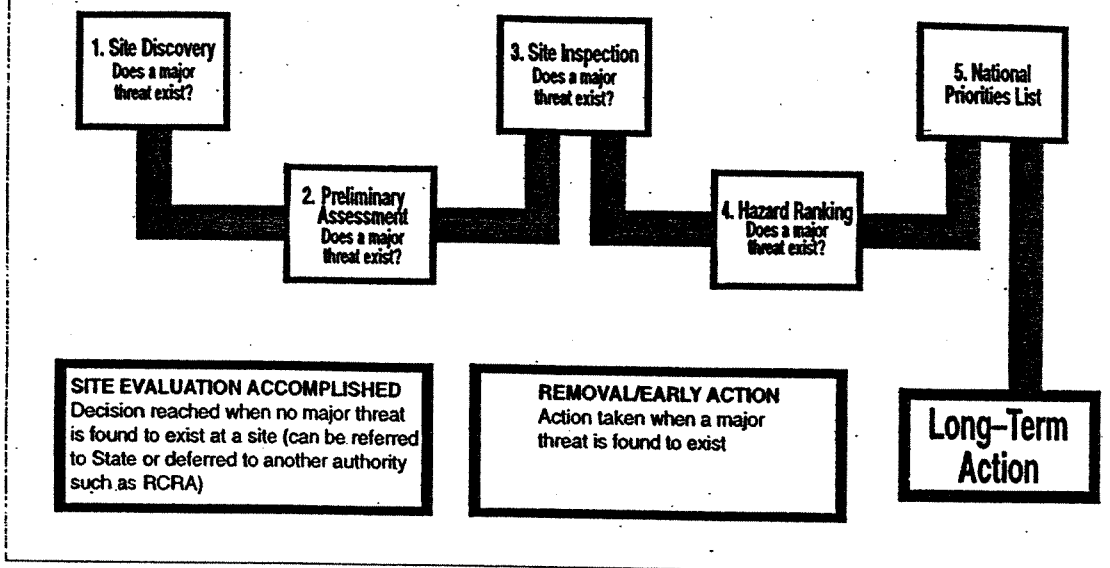 1. Site Discovery
Does a major
threat exist?
2. Preliminary
Assessment
Does a major
threat exist?
3. Site Inspection
Does a major
threat exist?
4. Hazard Ranking
Does a major
threat exist?
5. National
Priorities List
SITE EVALUATION ACCOMPLISHED
Decision reached when no major threat
is found to exist at a site (can be referred
to State or deferred to another authority
such as RCRA)
REMOVAL/EARLY ACTION
Action taken when a major
threat is found to exist
Long–Term
Action